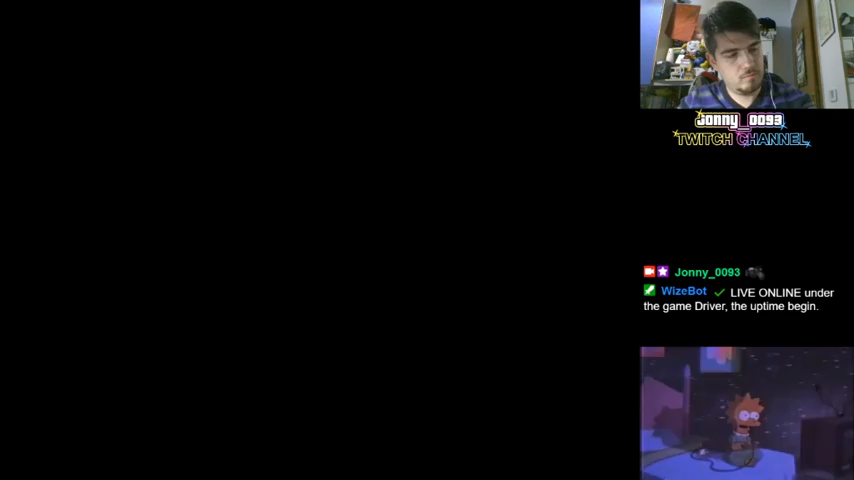 Jonny_0093
TWITCH CHANNEL
Jonny_0093
WizeBot LIVE ONLINE under
the game Driver, the uptime begin.